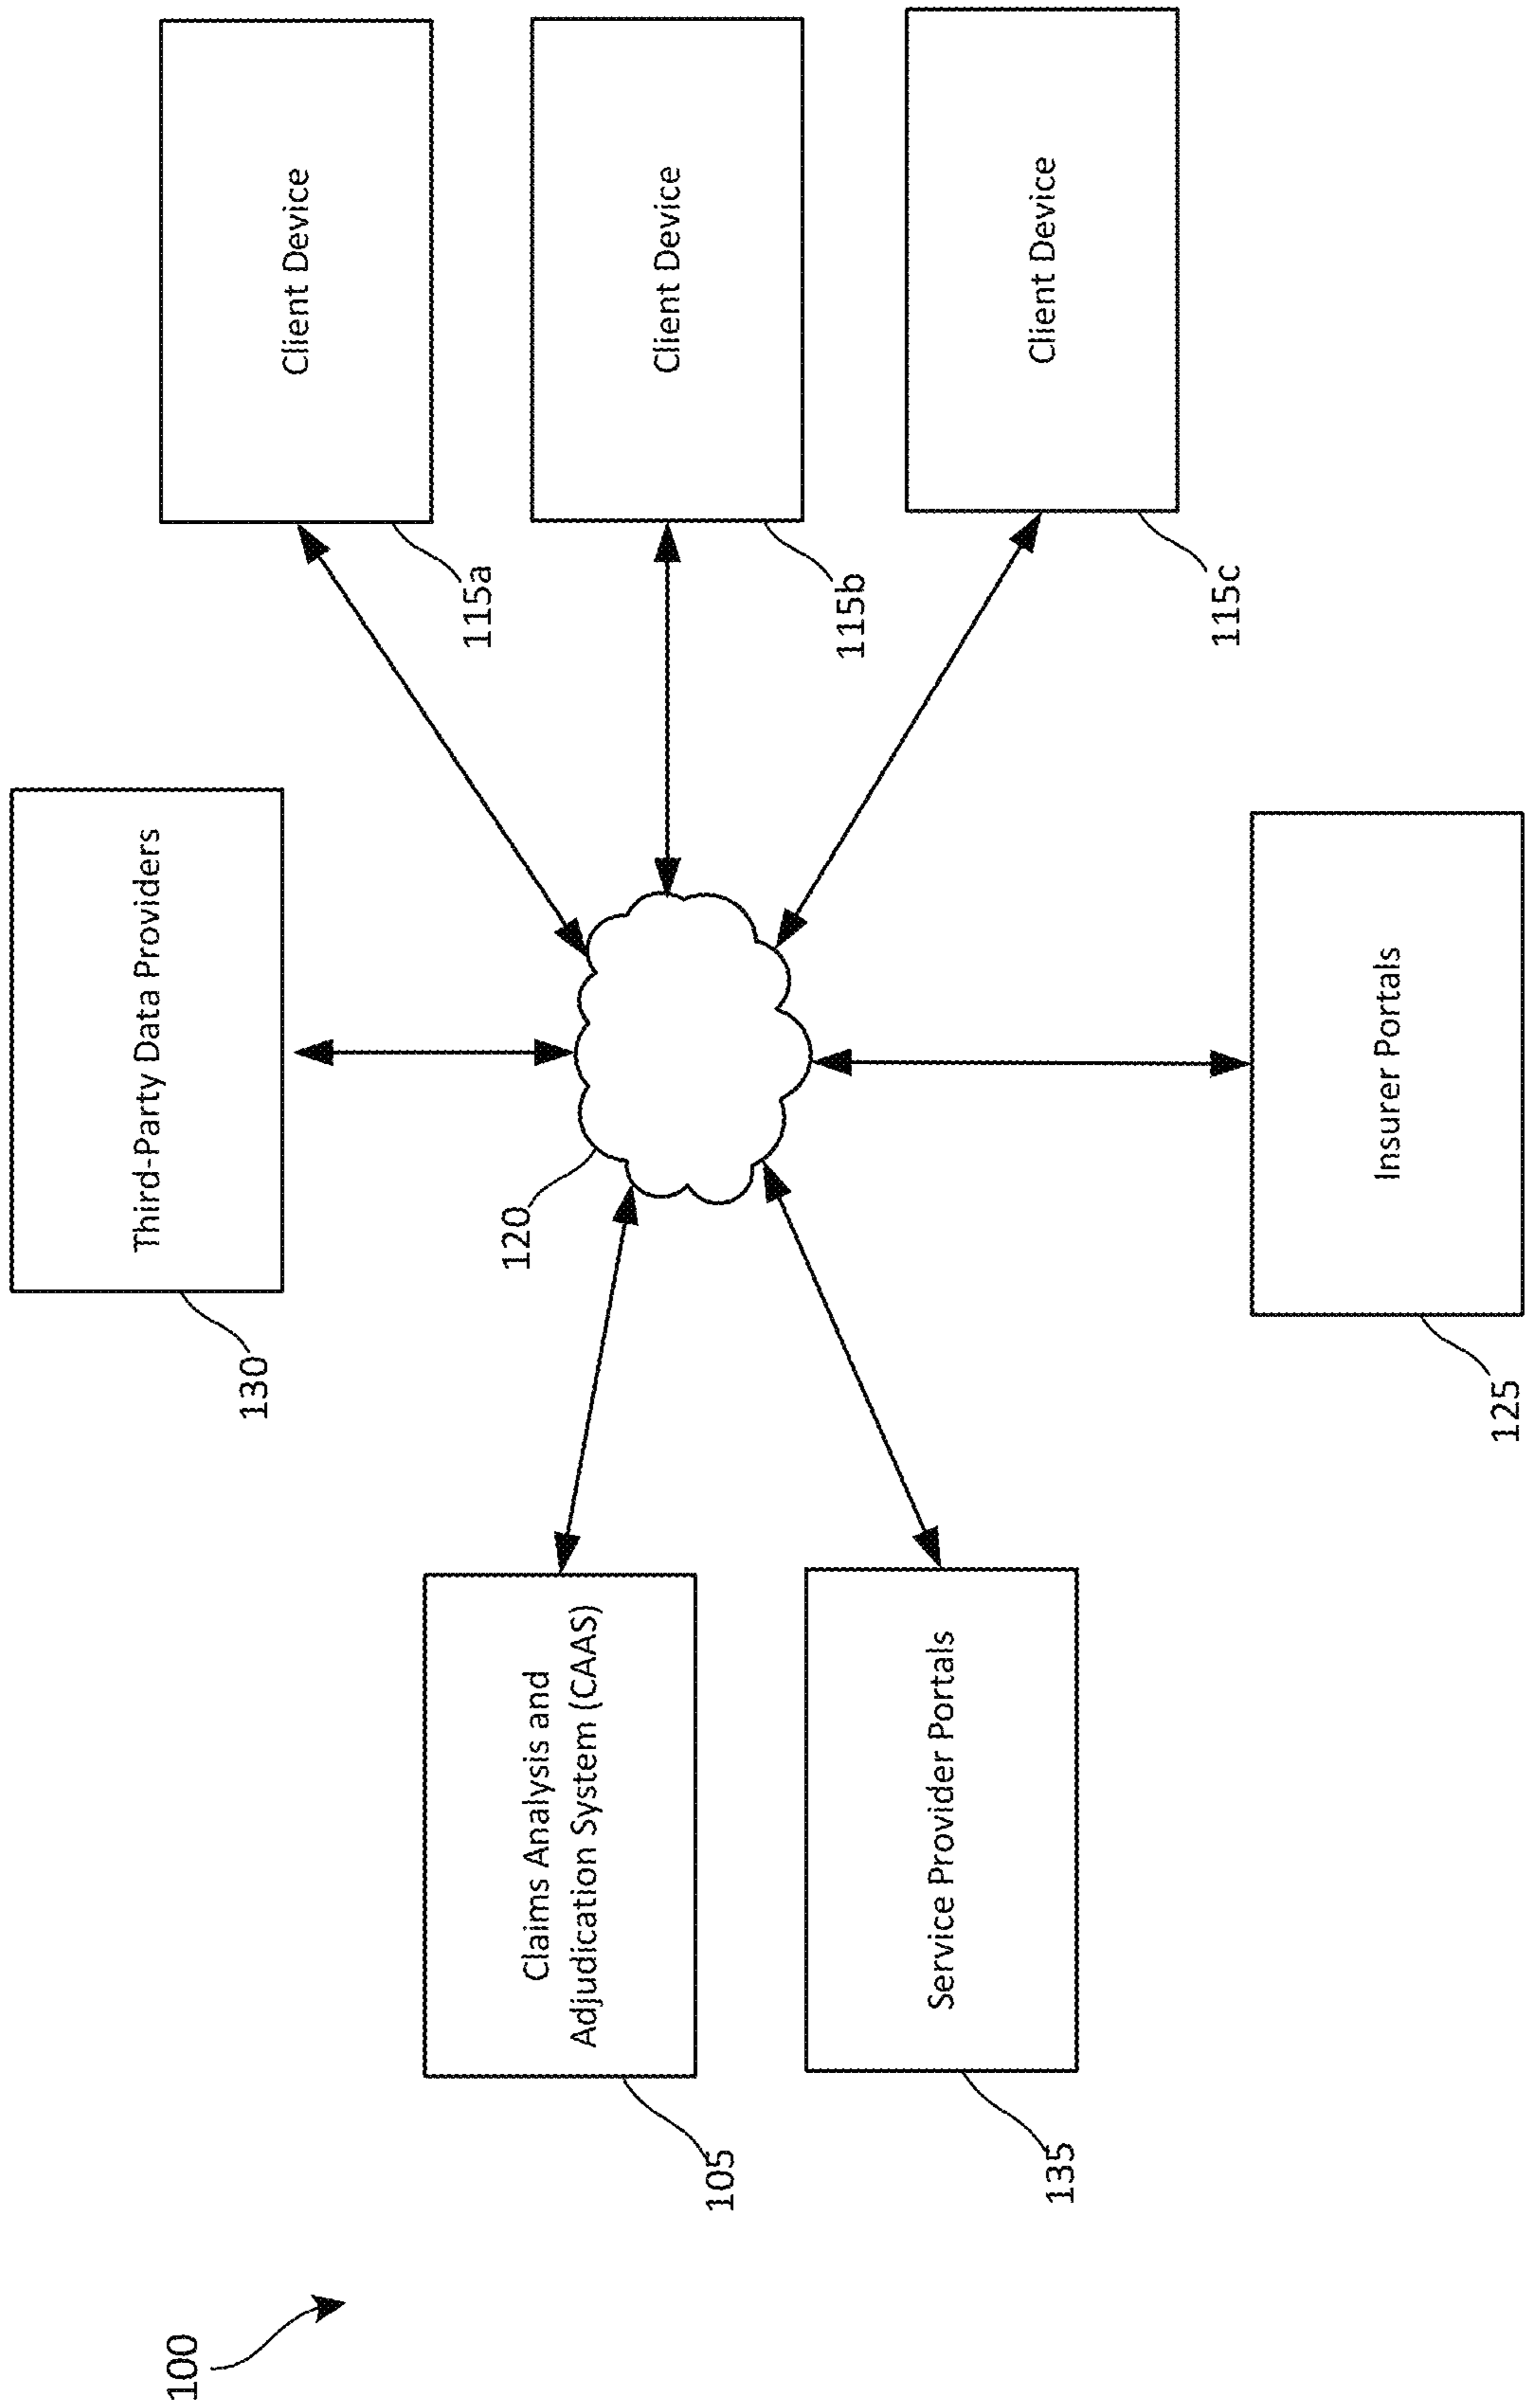 100
Third-Party Data Providers
130
120
Claims Analysis and
Adjudication System (CAAS)
105
Client Device
115a
Client Device
115b
Service Provider Portals
135
Client Device
115c
Insurer Portals
125